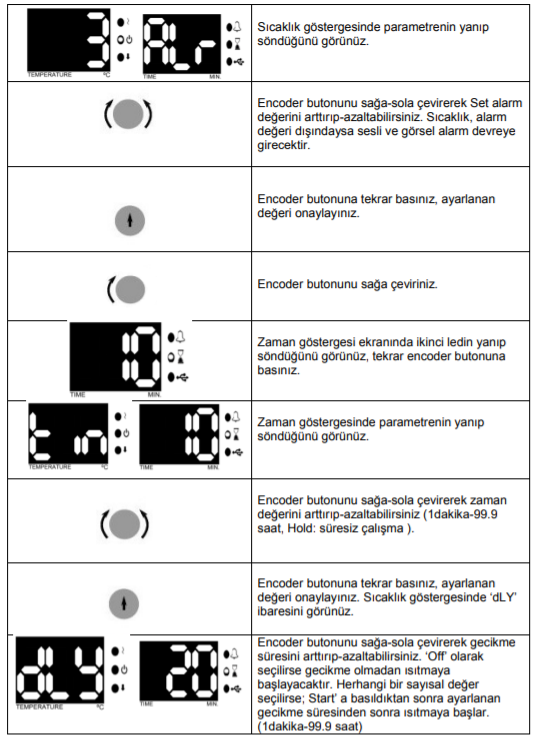 3 ALr
TEMPERATURE °C TIME MIN.
Sıcaklık göstergesinde parametrenin yanıp
söndüğünü görünüz.
Encoder butonunu sağa-sola çevirerek Set alarm
değerini arttırıp-azaltabilirsiniz. Sıcaklık, alarm
değeri dışındaysa sesli ve görsel alarm devreye
girecektir.
Encoder butonuna tekrar basınız, ayarlanan
değeri onaylayınız.
Encoder butonunu sağa çeviriniz.
10
TIME MIN.
Zaman göstergesi ekranında ikinci ledin yanıp
söndüğünü görünüz, tekrar encoder butonuna
basınız.
tın 10
TEMPERATURE °C TIME MIN.
Zaman göstergesinde parametrenin yanıp
söndüğünü görünüz.
Encoder butonunu sağa-sola çevirerek zaman
değerini arttırıp-azaltabilirsiniz (1dakika-99.9
saat, Hold: süresiz çalışma ).
Encoder butonuna tekrar basınız, ayarlanan
değeri onaylayınız. Sıcaklık göstergesinde ‘dLY’
ibaresini görünüz.
dLY 20
TEMPERATURE °C TIME MIN.
Encoder butonunu sağa-sola çevirerek gecikme
süresini arttırıp-azaltabilirsiniz. ‘Off’ olarak
seçilirse gecikme olmadan ısıtmaya
başlayacaktır. Herhangi bir sayısal değer
seçilirse; Start’ a basıldıktan sonra ayarlanan
gecikme süresinden sonra ısıtmaya başlar.
(1dakika-99.9 saat)